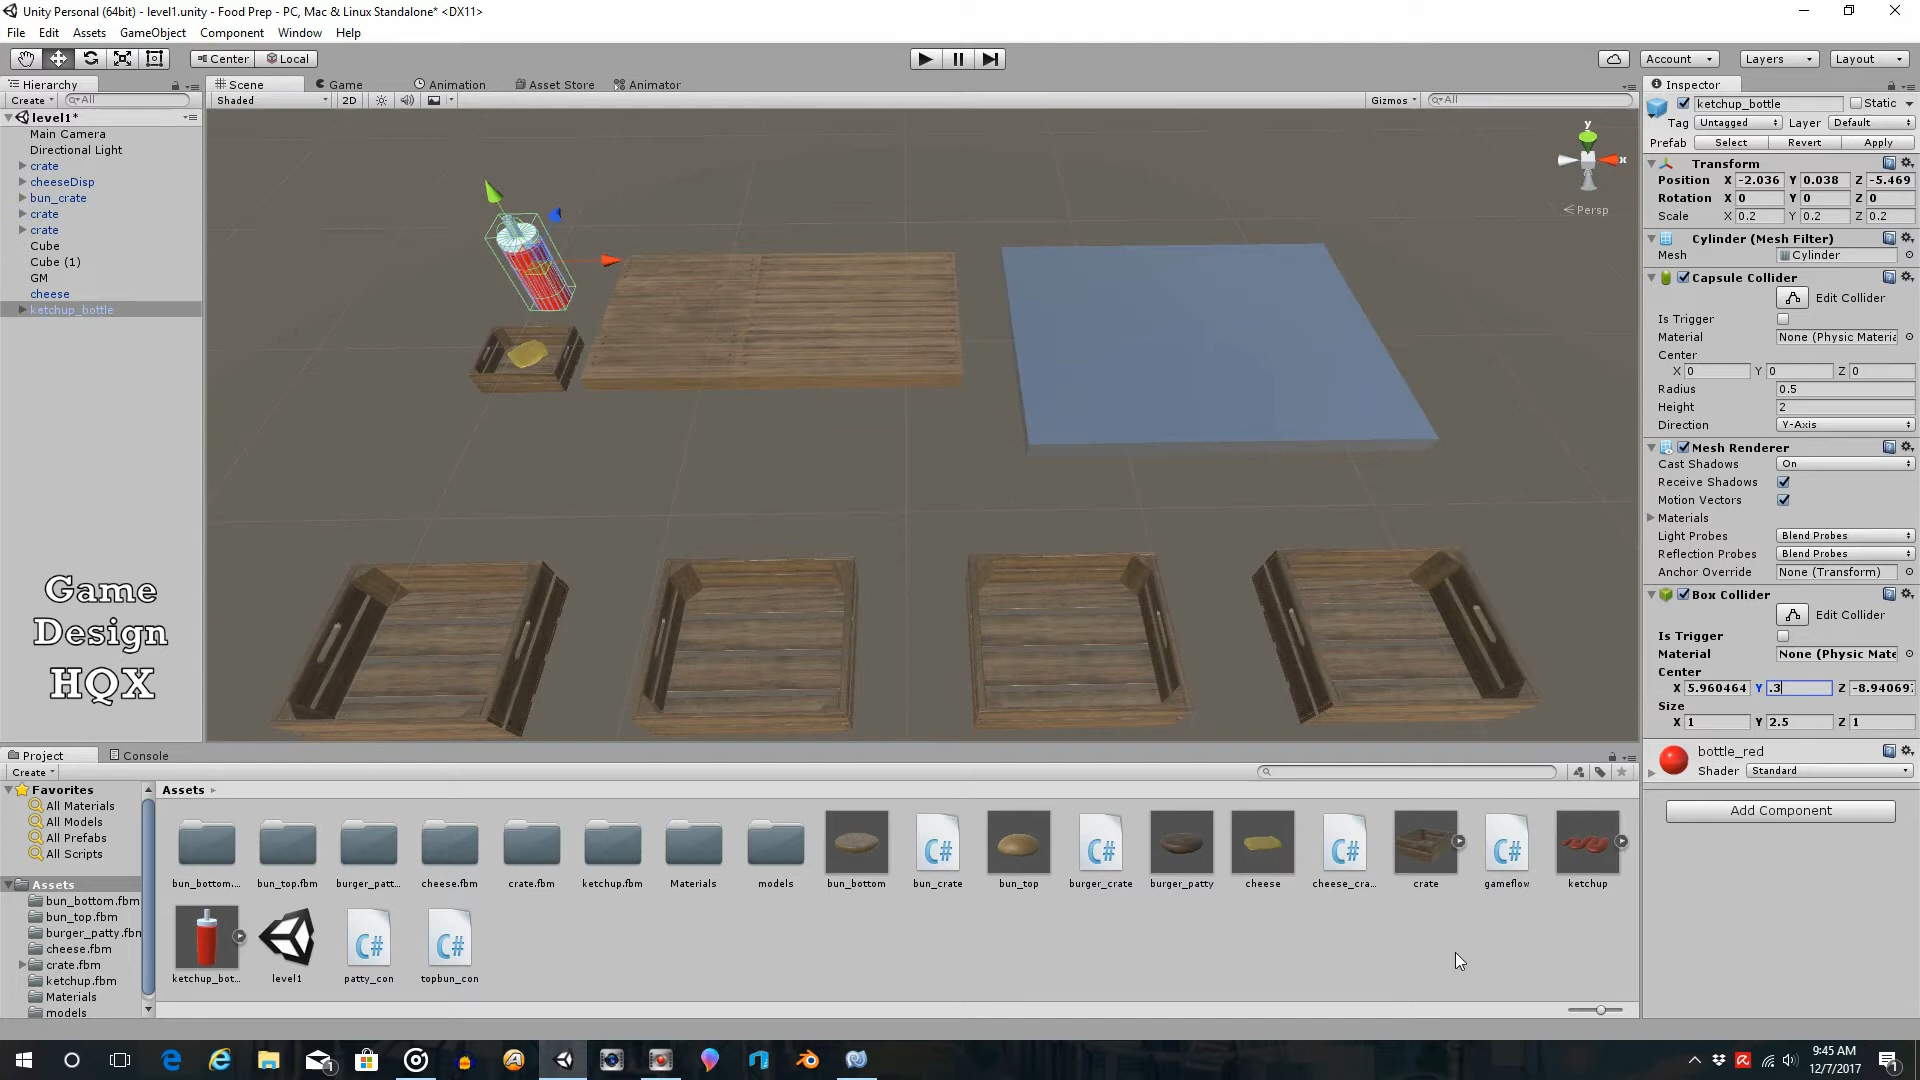 Unity Personal (64bit) - level1.unity - Food Prep - PC, Mac & Linux Standalone* <DX11>
File Edit Assets GameObject Component Window Help
Center Local
Account Layers Layout
Hierarchy
Create All
level1*
Main Camera
Directional Light
crate
cheeseDisp
bun_crate
crate
crate
Cube
Cube (1)
GM
cheese
ketchup_bottle
Game
Design
HQX
Scene Game Animation Asset Store Animator
Shaded 2D Gizmos All
y
x
Persp
Inspector
ketchup_bottle Static
Tag Untagged Layer Default
Prefab Select Revert Apply
Transform
Position X -2.036 Y 0.038 Z -5.469
Rotation X 0 Y 0 Z 0
Scale X 0.2 Y 0.2 Z 0.2
Cylinder (Mesh Filter)
Mesh Cylinder
Capsule Collider
Edit Collider
Is Trigger
Material None (Physic Materia
Center
X 0 Y 0 Z 0
Radius 0.5
Height 2
Direction Y-Axis
Mesh Renderer
Cast Shadows On
Receive Shadows
Motion Vectors
Materials
Light Probes Blend Probes
Reflection Probes Blend Probes
Anchor Override None (Transform)
Box Collider
Edit Collider
Is Trigger
Material None (Physic Mate
Center
X 5.960464 Y .3 Z -8.94069
Size
X 1 Y 2.5 Z 1
bottle_red
Shader Standard
Add Component
Project Console
Create
Favorites
All Materials
All Models
All Prefabs
All Scripts
Assets
bun_bottom.fbm
bun_top.fbm
burger_patty.fbm
cheese.fbm
crate.fbm
ketchup.fbm
Materials
models
Assets
bun_bottom.... bun_top.fbm burger_patt... cheese.fbm crate.fbm ketchup.fbm Materials models bun_bottom bun_crate bun_top burger_crate burger_patty cheese cheese_cra... crate gameflow ketchup
ketchup_bot... level1 patty_con topbun_con
9:45 AM
12/7/2017